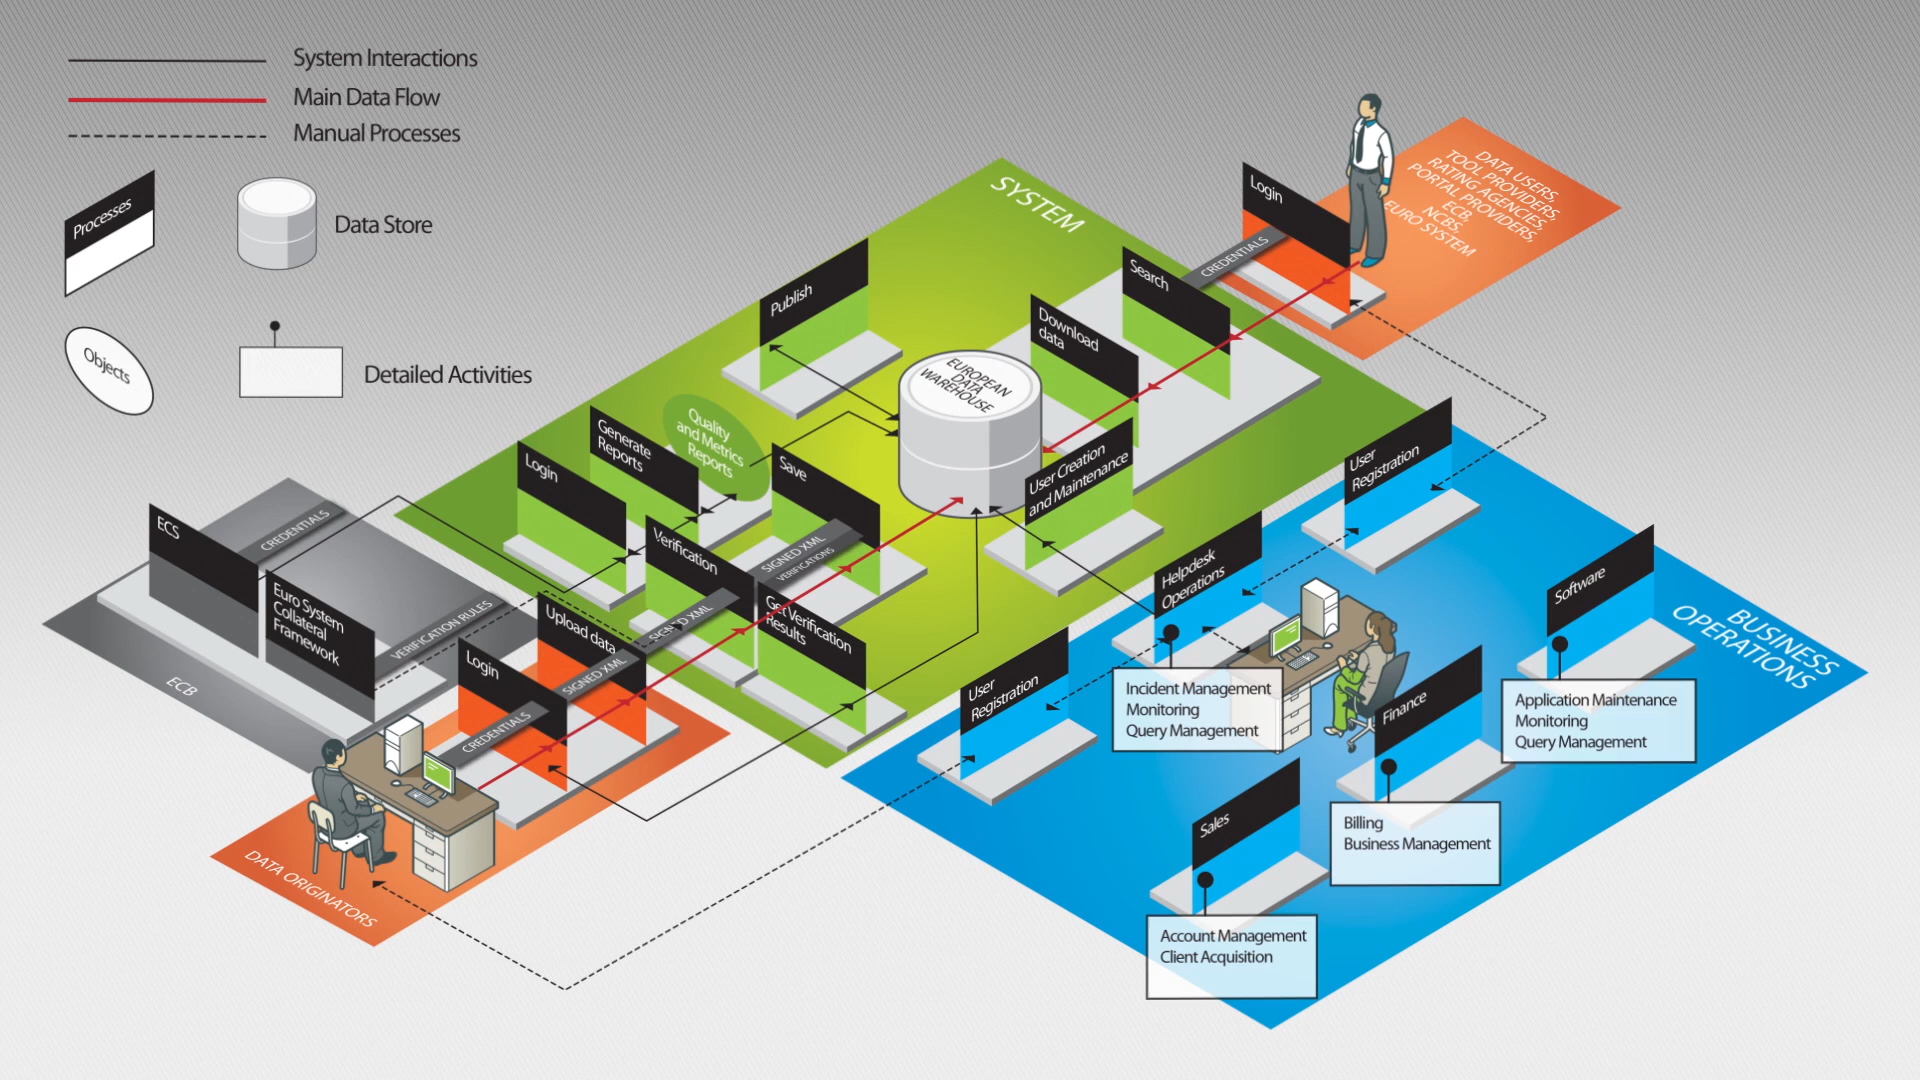 System Interactions
Main Data Flow
Manual Processes
Processes
Data Store
Objects
Detailed Activities
SYSTEM
Publish
Search
Download
data
EUROPEAN
DATA
WAREHOUSE
Quality
and Metrics
Reports
Generate
Reports
Login
Save
User Creation
and Maintenance
Verification
Get Verification
Results
SIGNED XML
VERIFICATIONS
SIGNED XML
Login
CREDENTIALS
DATA USERS,
TOOL PROVIDERS,
RATING AGENCIES,
PORTAL PROVIDERS,
ECB,
NCBS,
EURO SYSTEM
ECS
CREDENTIALS
Euro System
Collateral
Framework
VERIFICATION RULES
ECB
Upload data
SIGNED XML
Login
CREDENTIALS
DATA ORIGINATORS
User
Registration
Helpdesk
Operations
Incident Management
Monitoring
Query Management
User
Registration
Software
Application Maintenance
Monitoring
Query Management
BUSINESS
OPERATIONS
Finance
Billing
Business Management
Sales
Account Management
Client Acquisition